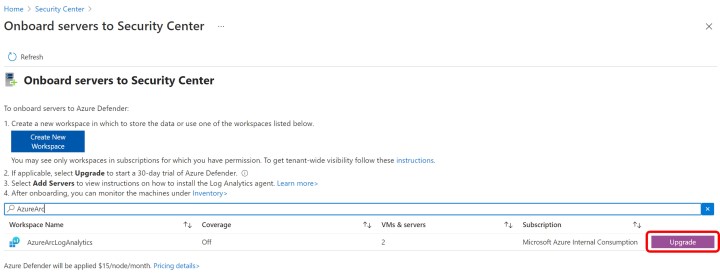 Home > Security Center >
Onboard servers to Security Center ...
Refresh
Onboard servers to Security Center
To onboard servers to Azure Defender:
1. Create a new workspace in which to store the data or use one of the workspaces listed below.
Create New
Workspace
You may see only workspaces in subscriptions for which you have permission. To get tenant-wide visibility follow these instructions.
2. If applicable, select Upgrade to start a 30-day trial of Azure Defender.
3. Select Add Servers to view instructions on how to install the Log Analytics agent. Learn more>
4. After onboarding, you can monitor the machines under Inventory>
AzureArc
Workspace Name Coverage VMs & servers Subscription
AzureArcLogAnalytics Off 2 Microsoft Azure Internal Consumption Upgrade
Azure Defender will be applied $15/node/month. Pricing details>